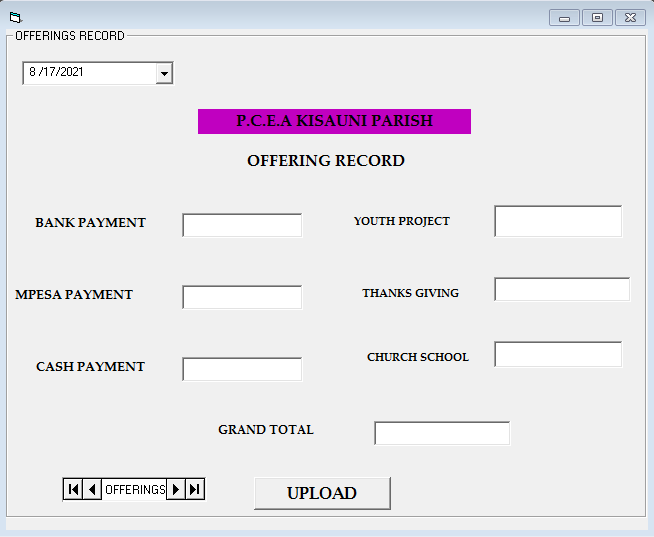 OFFERINGS RECORD
8 /17/2021
P.C.E.A KISAUNI PARISH
OFFERING RECORD
BANK PAYMENT
YOUTH PROJECT
MPESA PAYMENT
THANKS GIVING
CASH PAYMENT
CHURCH SCHOOL
GRAND TOTAL
OFFERINGS
UPLOAD